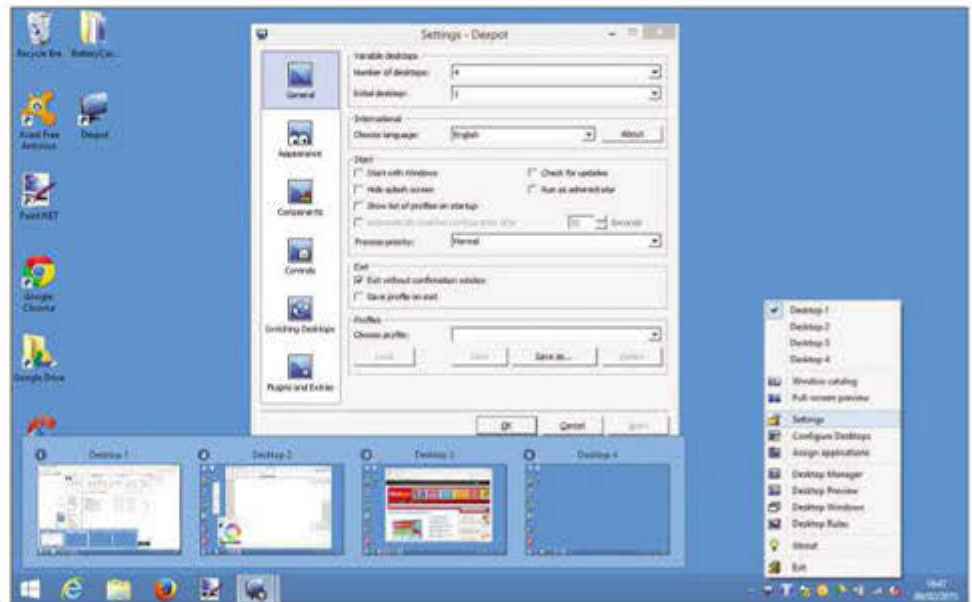 Recycle Bin
Settings - Dexpot
Variable desktops
Number of desktops:
4
Initial desktop:
1
General
International
Choose language:
English
About
Avast Free
Antivirus
Dexpot
Appearance
Start
Start with Windows
Check for updates
Hide splash screen
Run as administrator
Show list of profiles on startup
Seconds
Process priority:
Normal
Paint.NET
Components
Controls
Exit
Exit without confirmation window
Save profile on exit
Google
Chrome
Switching Desktops
Profiles
Choose profile:
Load
Save
Save as...
Delete
Google Drive
Plugins and Extras
OK
Cancel
Apply
Desktop 1
Desktop 2
Desktop 3
Desktop 4
Desktop 1
Desktop 2
Desktop 3
Desktop 4
Window catalog
Full-screen preview
Settings
Configure Desktops
Assign applications
Desktop Manager
Desktop Preview
Desktop Windows
Desktop Rules
About
Exit